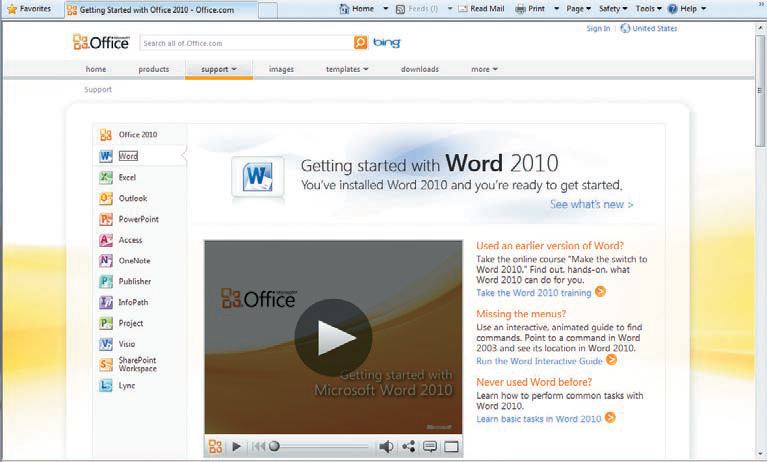 Favorites
Getting Started with Office 2010 - Office.com
Home
Feeds (J)
Read Mail
Print
Page
Safety
Tools
Help
Sign In
United States
Microsoft
Office
Search all of Office.com
bing
home
products
support
images
templates
downloads
more
Support
Office 2010
Word
Excel
Outlook
PowerPoint
Access
OneNote
Publisher
InfoPath
Project
Visio
SharePoint
Workspace
Lync
Getting started with Word 2010
You've installed Word 2010 and you're ready to get started.
See what's new >
Microsoft
Office
Getting started with
Microsoft Word 2010
Microsoft
Used an earlier version of Word?
Take the online course "Make the switch to
Word 2010." Find out, hands-on, what
Word 2010 can do for you.
Take the Word 2010 training
Missing the menus?
Use an interactive, animated guide to find
commands. Point to a command in Word
2003 and see its location in Word 2010.
Run the Word Interactive Guide
Never used Word before?
Learn how to perform common tasks with
Word 2010.
Learn basic tasks in Word 2010